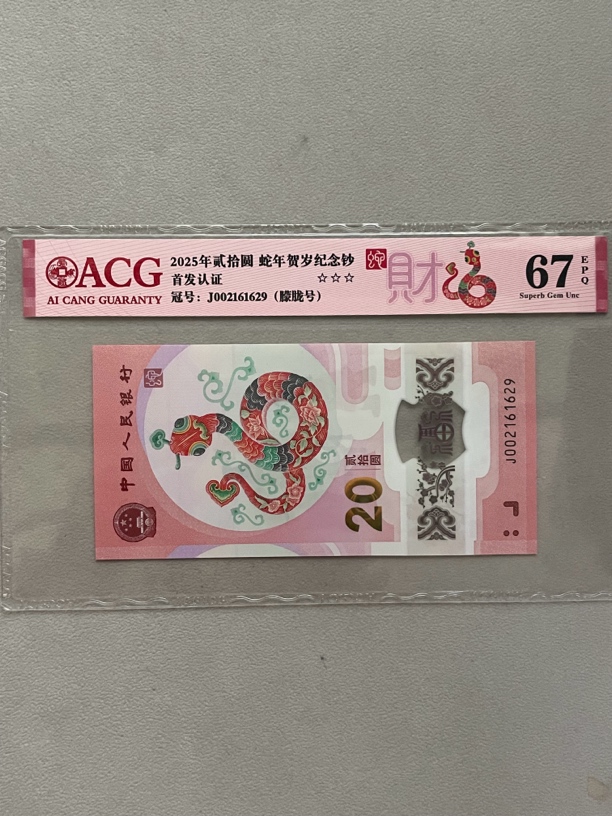 ACG
AI CANG GUARANTY
2025年贰拾圆 蛇年贺岁纪念钞
首发认证 ☆☆☆
冠号：J002161629（朦胧号）
財
67
EPQ
Superb Gem Unc
中国人民银行
贰拾圆
20
J002161629